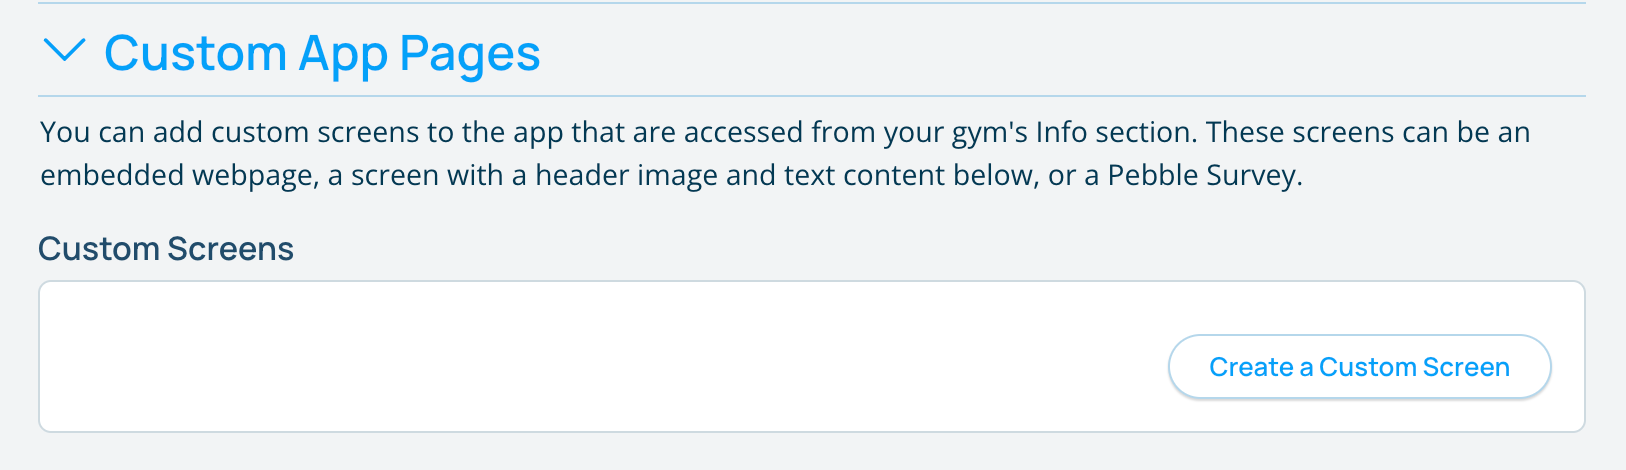 Custom App Pages
You can add custom screens to the app that are accessed from your gym's Info section. These screens can be an
embedded webpage, a screen with a header image and text content below, or a Pebble Survey.
Custom Screens
Create a Custom Screen